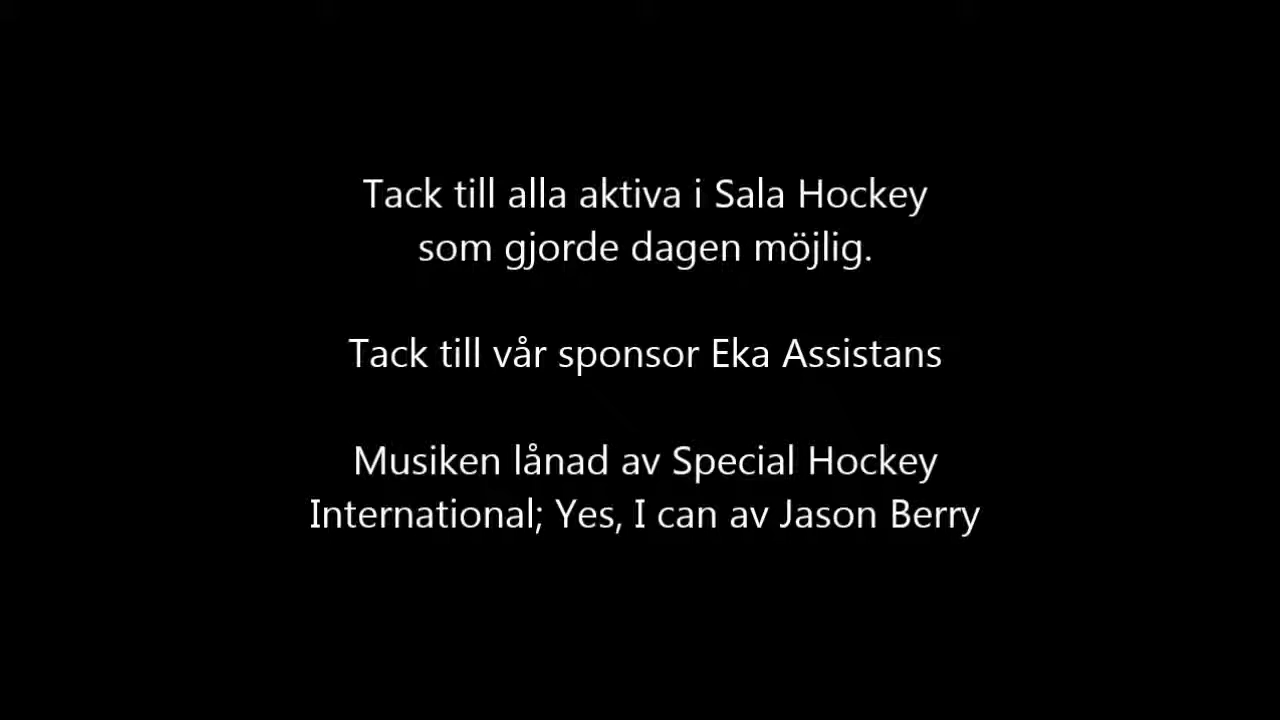 Tack till alla aktiva i Sala Hockey
som gjorde dagen möjlig.
Tack till vår sponsor Eka Assistans
Musiken lånad av Special Hockey
International; Yes, I can av Jason Berry